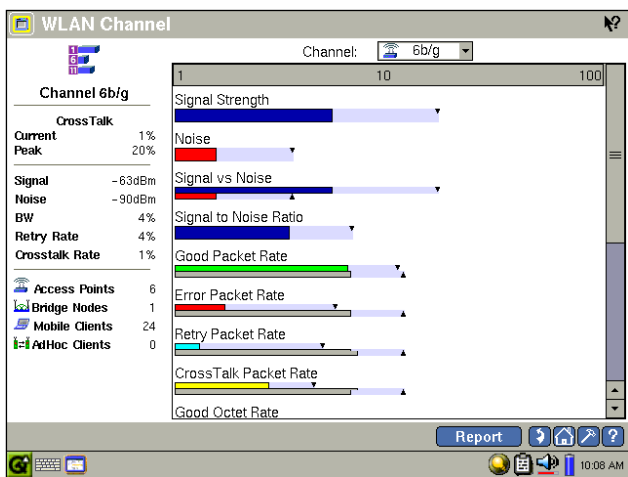 WLAN Channel
?
Channel: 6b/g
1
6
11
Channel 6b/g
CrossTalk
Current 1%
Peak 20%
Signal -63dBm
Noise -90dBm
BW 4%
Retry Rate 4%
Crosstalk Rate 1%
Access Points 6
Bridge Nodes 1
Mobile Clients 24
AdHoc Clients 0
1 10 100
Signal Strength
Noise
Signal vs Noise
Signal to Noise Ratio
Good Packet Rate
Error Packet Rate
Retry Packet Rate
CrossTalk Packet Rate
Good Octet Rate
Report
?
10:08 AM